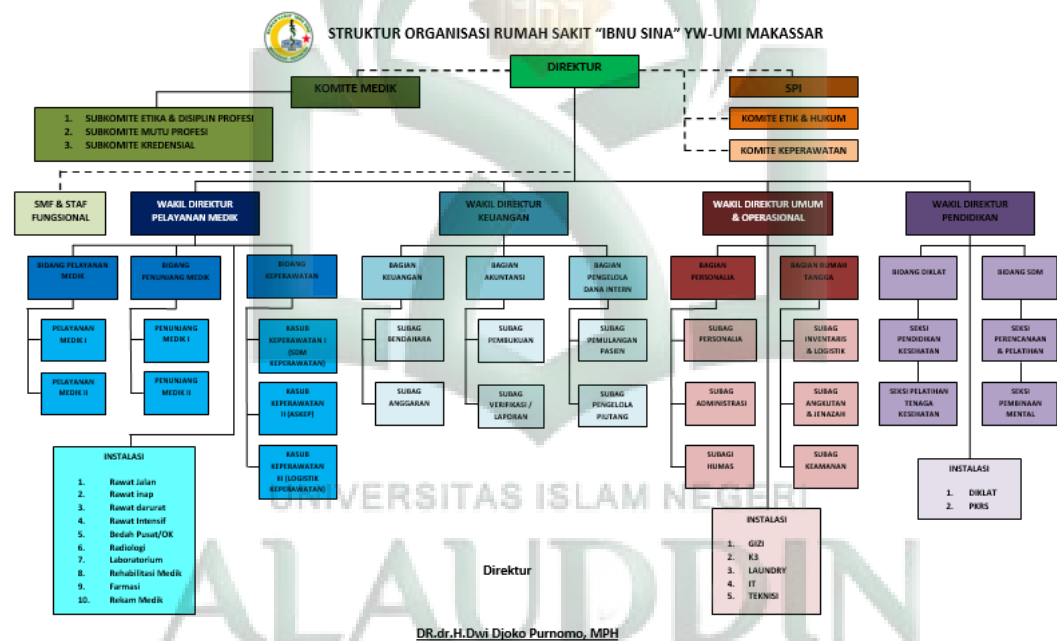 STRUKTUR ORGANISASI RUMAH SAKIT “IBNU SINA” YW-UMI MAKASSAR
DIREKTUR
KOMITE MEDIK
SPI
1. SUBKOMITE ETIKA & DISIPLIN PROFESI
2. SUBKOMITE MUTU PROFESI
3. SUBKOMITE KREDENSIAL
KOMITE ETIK & HUKUM
KOMITE KEPERAWATAN
SMF & STAF
FUNGSIONAL
WAKIL DIREKTUR
PELAYANAN MEDIK
WAKIL DIREKTUR
KEUANGAN
WAKIL DIREKTUR UMUM
& OPERASIONAL
WAKIL DIREKTUR
PENDIDIKAN
BIDANG PELAYANAN
MEDIK
BIDANG
PENUNJANG MEDIK
BIDANG
KEPERAWATAN
BAGIAN
KEUANGAN
BAGIAN
AKUNTANSI
BAGIAN
PENGELOLA
DANA INTERN
BAGIAN
PERSONALIA
BAGIAN RUMAH
TANGGA
BIDANG DIKLAT
BIDANG SDM
PELAYANAN
MEDIK I
PENUNJANG
MEDIK I
KASUB
KEPERAWATAN I
(SDM
KEPERAWATAN)
SUBAG
BENDAHARA
SUBAG
PEMBUKUAN
SUBAG
PEMULANGAN
PASIEN
SUBAG
PERSONALIA
SUBAG
INVENTARIS
& LOGISTIK
SEKSI
PENDIDIKAN
KESEHATAN
SEKSI
PERENCANAAN
& PELATIHAN
PELAYANAN
MEDIK II
PENUNJANG
MEDIK II
KASUB
KEPERAWATAN
II (ASKEP)
SUBAG
ANGGARAN
SUBAG
VERIFIKASI /
LAPORAN
SUBAG
PENGELOLA
PIUTANG
SUBAG
ADMINISTRASI
SUBAG
ANGKUTAN
& JENAZAH
SEKSI PELATIHAN
TENAGA
KESEHATAN
SEKSI
PEMBINAAN
MENTAL
KASUB
KEPERAWATAN
III (LOGISTIK
KEPERAWATAN)
SUBAGI
HUMAS
SUBAG
KEAMANAN
INSTALASI
1. Rawat Jalan
2. Rawat inap
3. Rawat darurat
4. Rawat Intensif
5. Bedah Pusat/OK
6. Radiologi
7. Laboratorium
8. Rehabilitasi Medik
9. Farmasi
10. Rekam Medik
INSTALASI
1. GIZI
2. K3
3. LAUNDRY
4. IT
5. TEKNISI
INSTALASI
1. DIKLAT
2. PKRS
UNIVERSITAS ISLAM NEGERI
ALAUDDIN
Direktur
DR.dr.H.Dwi Djoko Purnomo, MPH